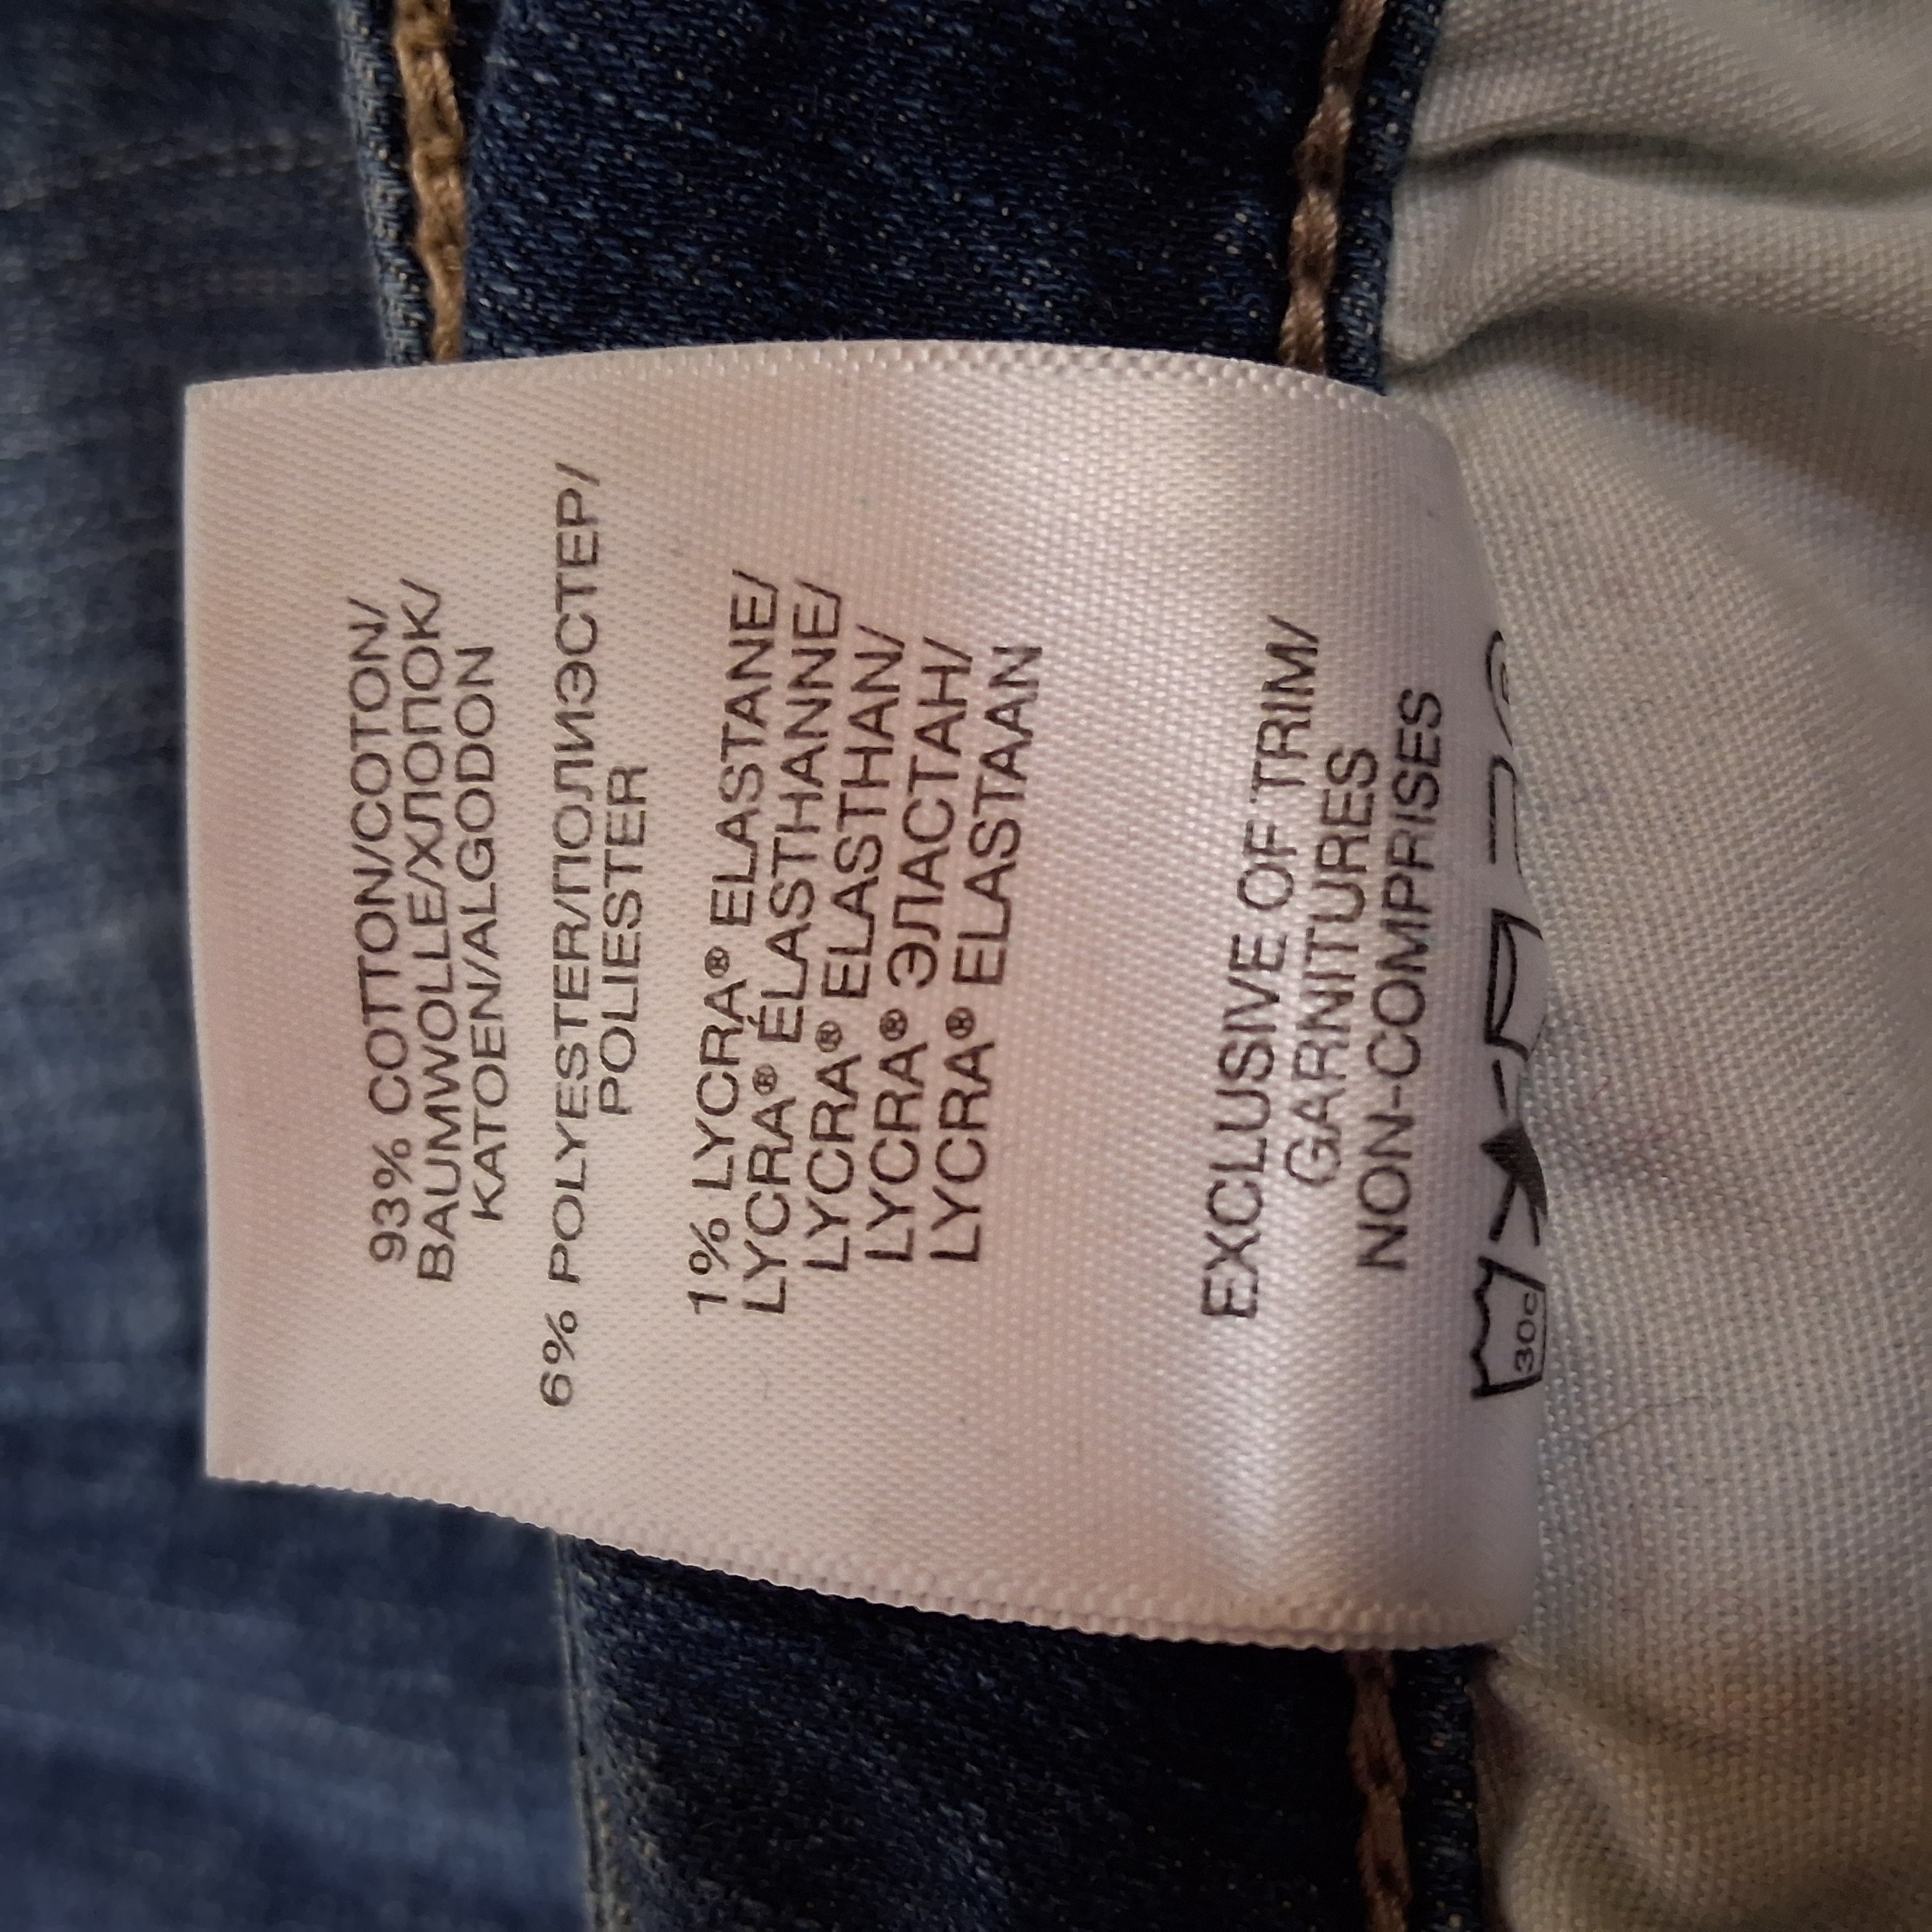 93% COTTON/COTON/
BAUMWOLLE/ХЛОПОК/
KATOEN/ALGODON
6% POLYESTER/ПОЛИЭСТЕР/
POLIESTER
1% LYCRA® ELASTANE/
LYCRA® ÉLASTHANNE/
LYCRA® ELASTHAN/
LYCRA® ЭЛАСТАН/
LYCRA® ELASTAAN
EXCLUSIVE OF TRIM/
GARNITURES
NON-COMPRISES
30c